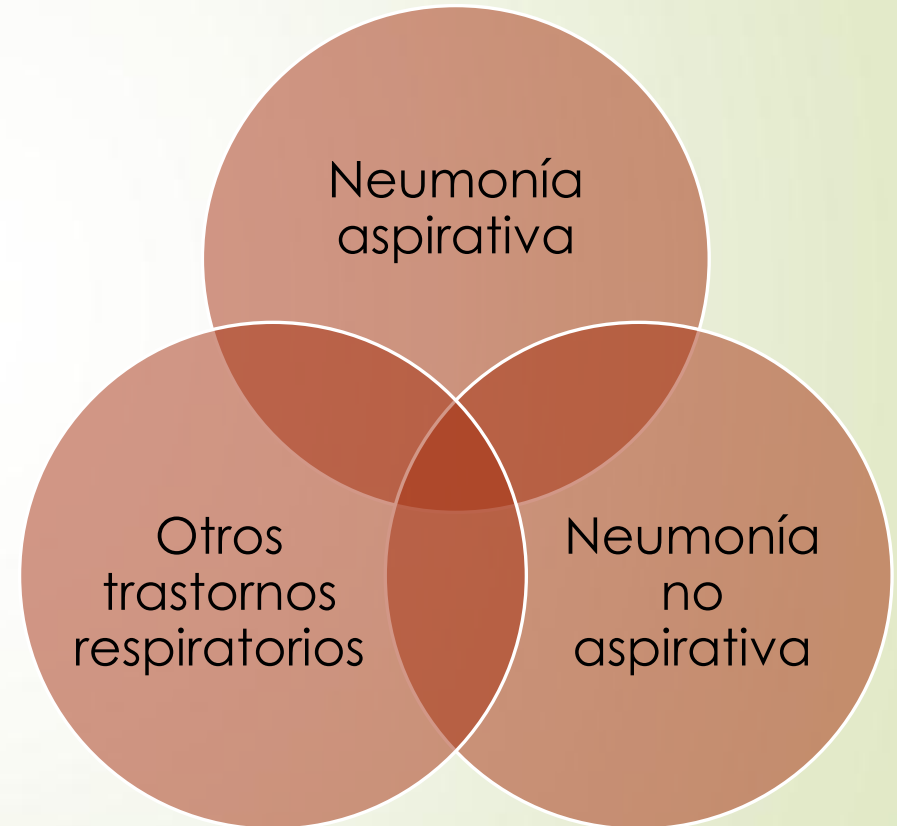 Neumonía
aspirativa
Otros
trastornos
respiratorios
Neumonía
no
aspirativa